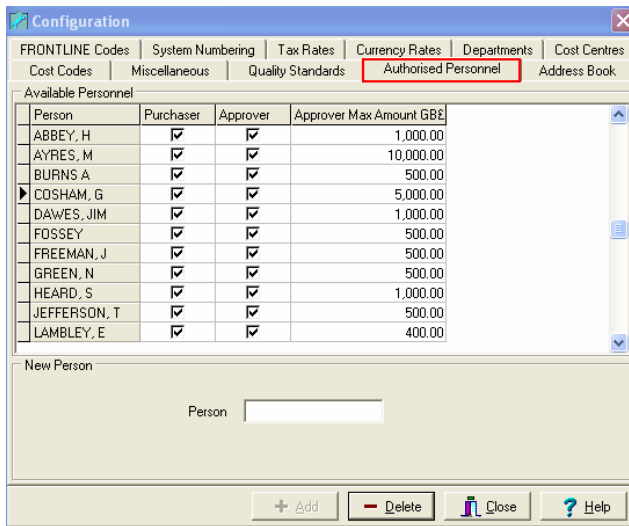 Configuration
FRONTLINE Codes System Numbering Tax Rates Currency Rates Departments Cost Centres
Cost Codes Miscellaneous Quality Standards Authorised Personnel Address Book
Available Personnel
Person Purchaser Approver Approver Max Amount GB£
ABBEY, H 1,000.00
AYRES, M 10,000.00
BURNS A 500.00
COSHAM, G 5,000.00
DAWES, JIM 1,000.00
FOSSEY 500.00
FREEMAN, J 500.00
GREEN, N 500.00
HEARD, S 1,000.00
JEFFERSON, T 500.00
LAMBLEY, E 400.00
New Person
Person
Add Delete Close Help